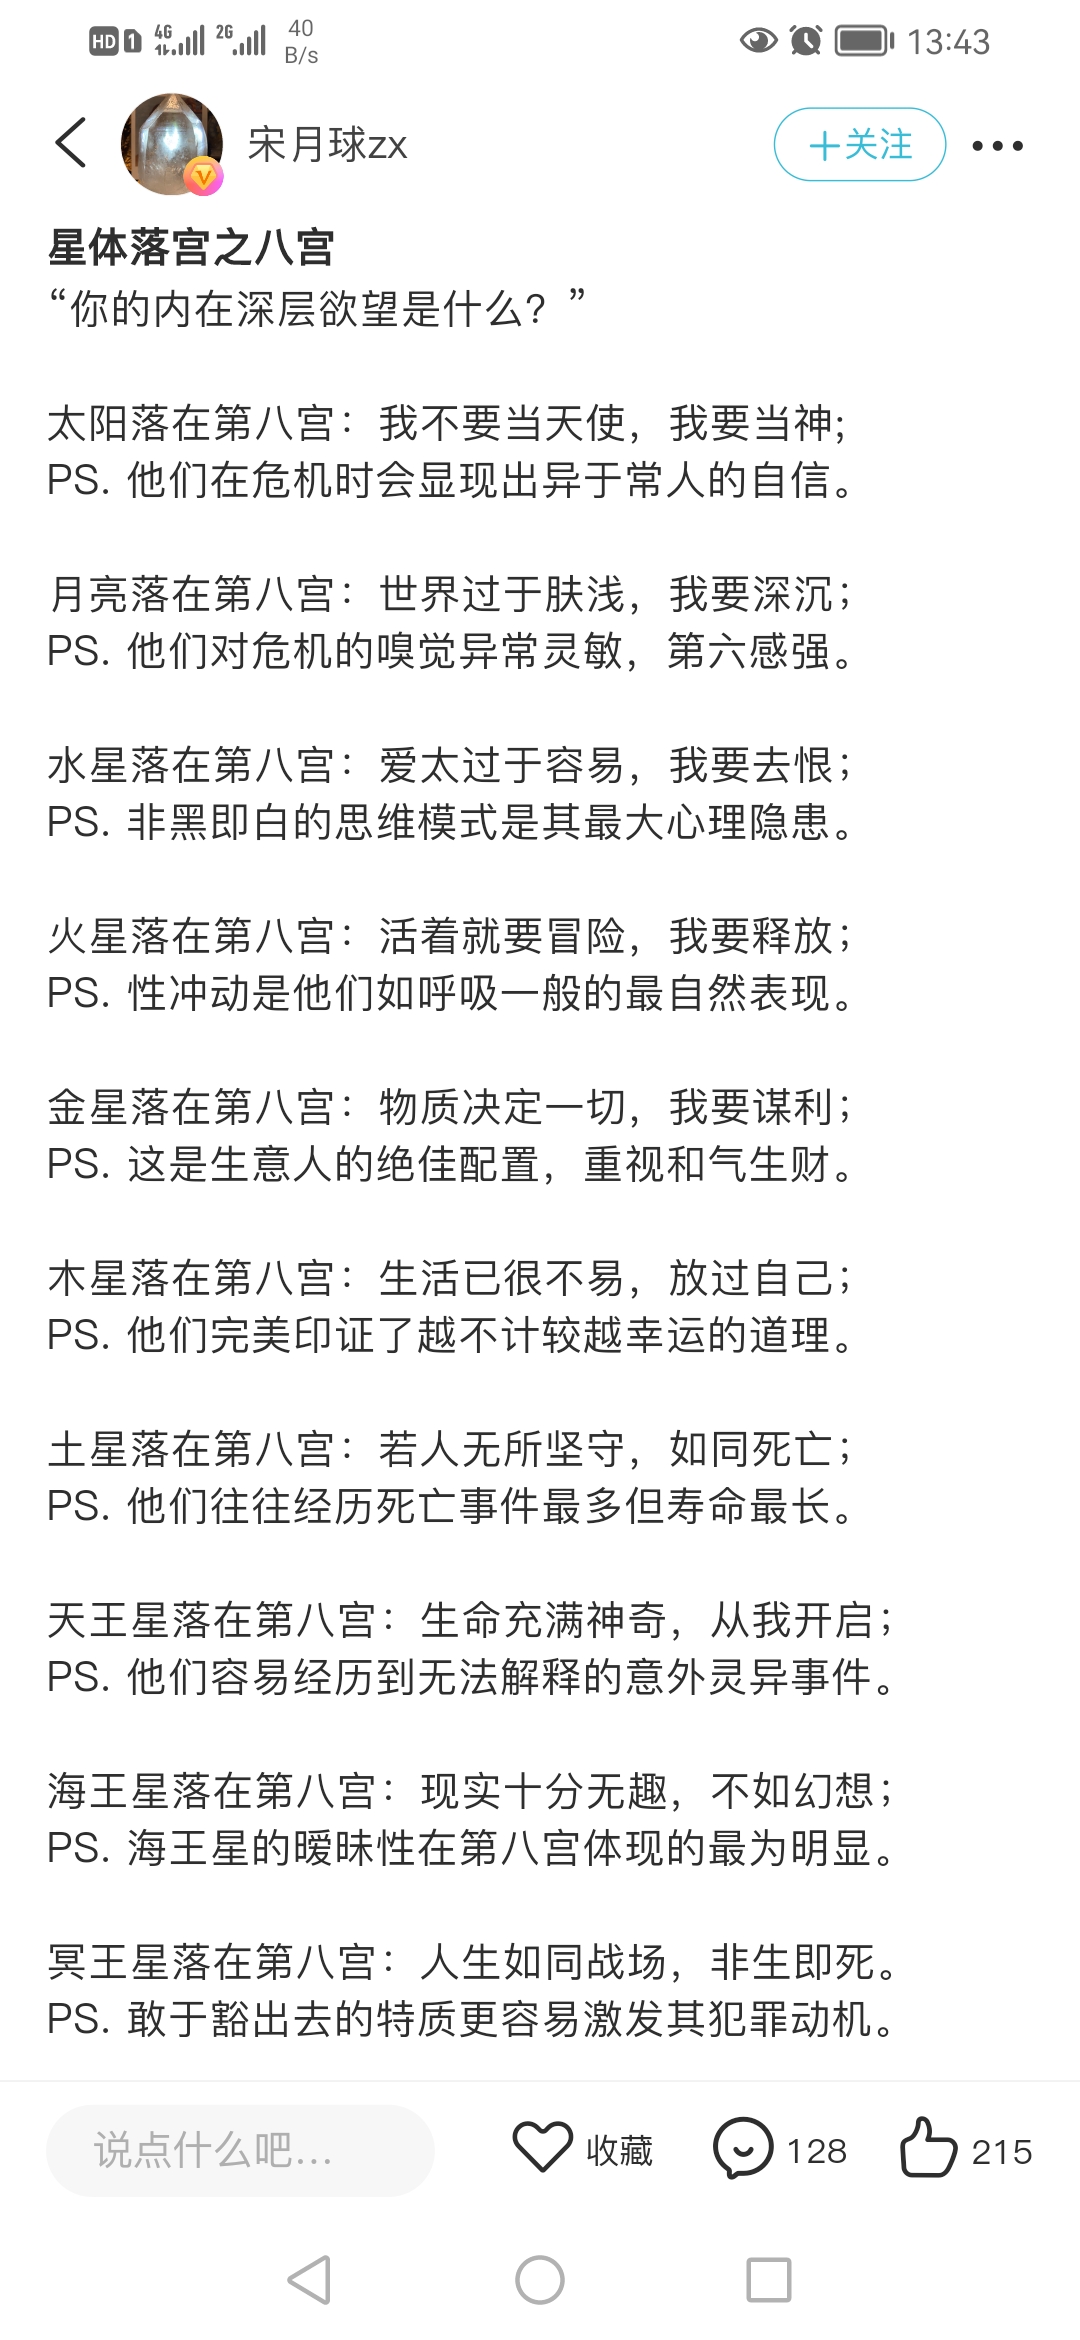 HD 1 4G 2G 40 B/s 13:43
宋月球zx
＋关注
星体落宫之八宫
“你的内在深层欲望是什么？”
太阳落在第八宫：我不要当天使，我要当神;
PS. 他们在危机时会显现出异于常人的自信。
月亮落在第八宫：世界过于肤浅，我要深沉；
PS. 他们对危机的嗅觉异常灵敏，第六感强。
水星落在第八宫：爱太过于容易，我要去恨；
PS. 非黑即白的思维模式是其最大心理隐患。
火星落在第八宫：活着就要冒险，我要释放；
PS. 性冲动是他们如呼吸一般的最自然表现。
金星落在第八宫：物质决定一切，我要谋利；
PS. 这是生意人的绝佳配置，重视和气生财。
木星落在第八宫：生活已很不易，放过自己；
PS. 他们完美印证了越不计较越幸运的道理。
土星落在第八宫：若人无所坚守，如同死亡；
PS. 他们往往经历死亡事件最多但寿命最长。
天王星落在第八宫：生命充满神奇，从我开启；
PS. 他们容易经历到无法解释的意外灵异事件。
海王星落在第八宫：现实十分无趣，不如幻想；
PS. 海王星的暧昧性在第八宫体现的最为明显。
冥王星落在第八宫：人生如同战场，非生即死。
PS. 敢于豁出去的特质更容易激发其犯罪动机。
说点什么吧... 收藏 128 215